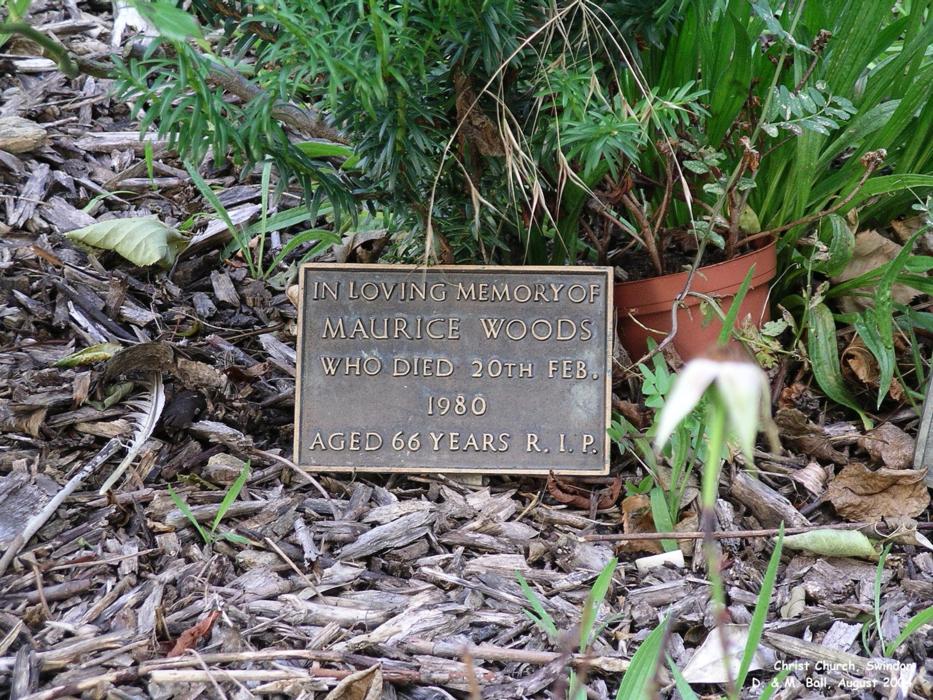 IN LOVING MEMORY OF
MAURICE WOODS
WHO DIED 20TH FEB.
1980
AGED 66 YEARS R.I.P.
Christ Church, Swindon
D. & M. Ball, August